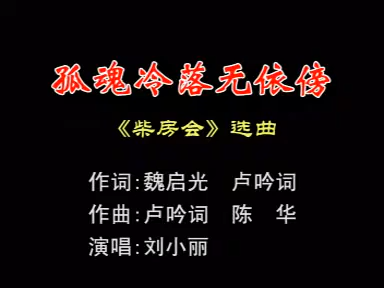 孤魂冷落无依傍
《柴房会》选曲
作词:魏启光 卢吟词
作曲:卢吟词 陈 华
演唱:刘小丽